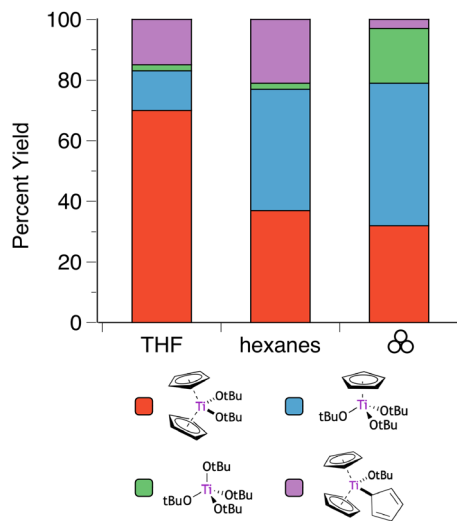 100
80
60
40
20
0
Percent Yield
THF hexanes
Ti OtBu OtBu
tBuO Ti OtBu OtBu
OtBu tBuO Ti OtBu OtBu
Ti OtBu